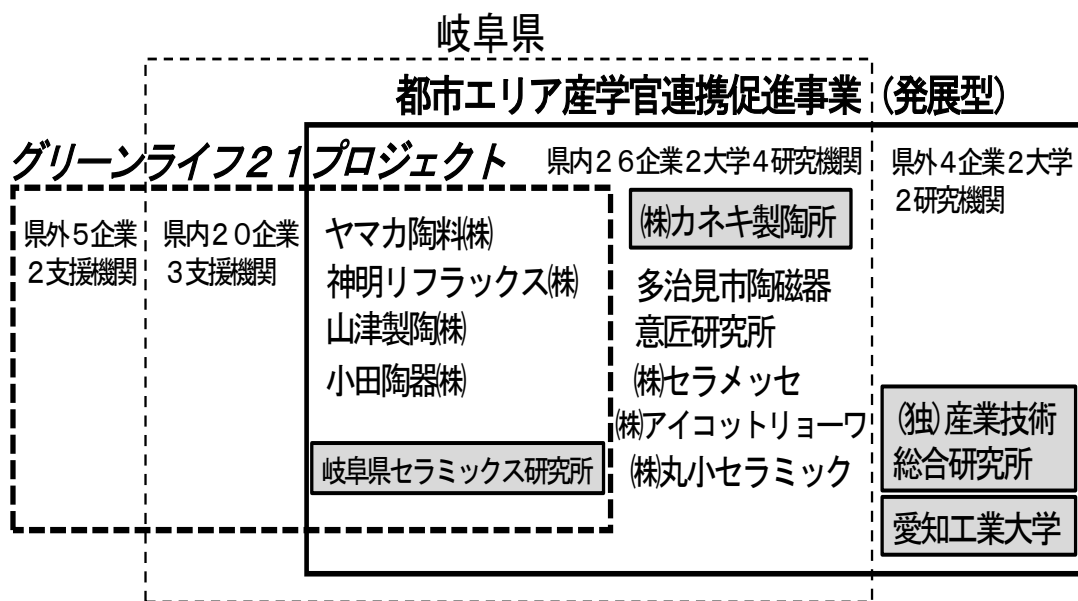 岐阜県
都市エリア産学官連携促進事業（発展型）
グリーンライフ２１プロジェクト
県内２６企業２大学４研究機関
県外４企業２大学
２研究機関
県外５企業
２支援機関
県内２０企業
３支援機関
ヤマカ陶料㈱
神明リフラックス㈱
山津製陶㈱
小田陶器㈱
岐阜県セラミックス研究所
㈱カネキ製陶所
多治見市陶磁器
意匠研究所
㈱セラメッセ
㈱アイコットリョーワ
㈱丸小セラミック
(独)産業技術
総合研究所
愛知工業大学